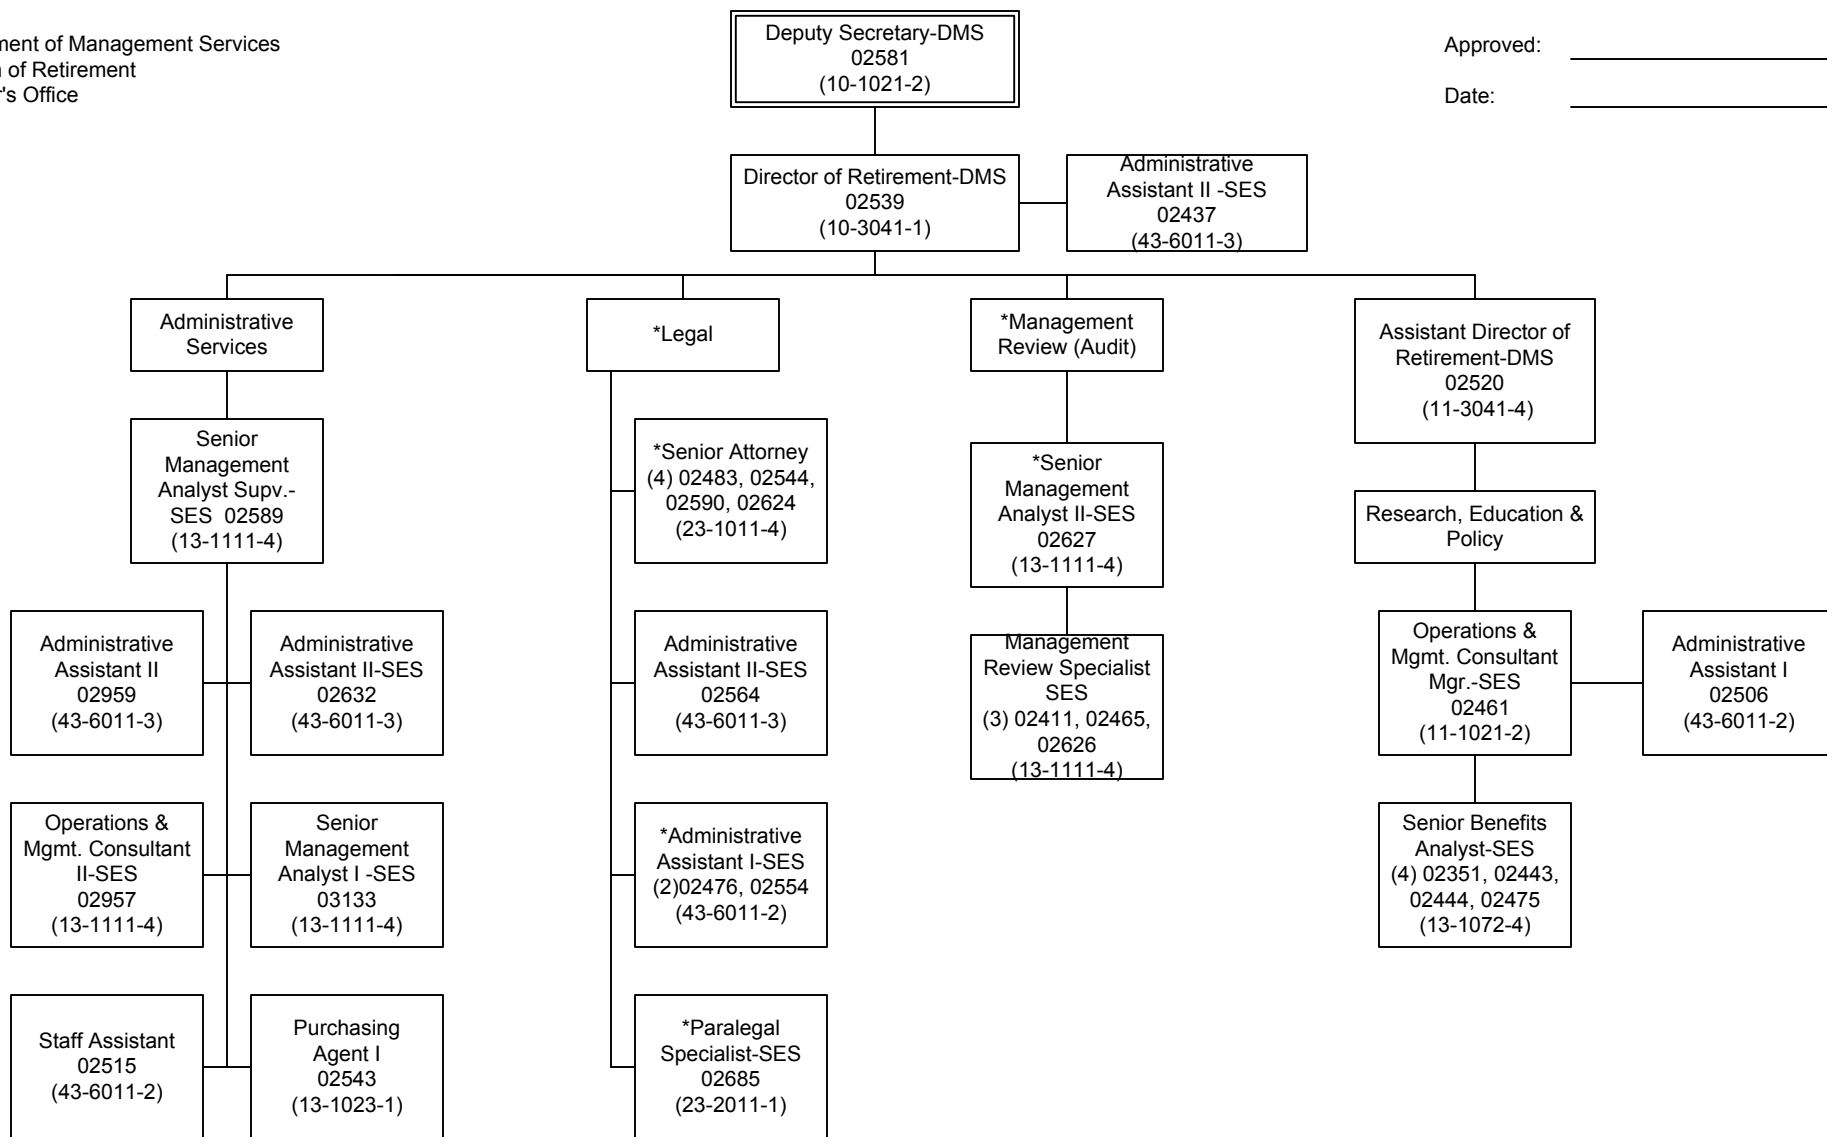 of Management Services
of Retirement
Office
Deputy Secretary-DMS
02581
(10-1021-2)
Approved:
Date:
Director of Retirement-DMS
02539
(10-3041-1)
Administrative
Assistant II -SES
02437
(43-6011-3)
Administrative
Services
*Legal
*Management
Review (Audit)
Assistant Director of
Retirement-DMS
02520
(11-3041-4)
Senior
Management
Analyst Supv.-
SES 02589
(13-1111-4)
*Senior Attorney
(4) 02483, 02544,
02590, 02624
(23-1011-4)
*Senior
Management
Analyst II-SES
02627
(13-1111-4)
Research, Education &
Policy
Administrative
Assistant II
02959
(43-6011-3)
Administrative
Assistant II-SES
02632
(43-6011-3)
Administrative
Assistant II-SES
02564
(43-6011-3)
Management
Review Specialist
SES
(3) 02411, 02465,
02626
(13-1111-4)
Operations &
Mgmt. Consultant
Mgr.-SES
02461
(11-1021-2)
Administrative
Assistant I
02506
(43-6011-2)
Operations &
Mgmt. Consultant
II-SES
02957
(13-1111-4)
Senior
Management
Analyst I -SES
03133
(13-1111-4)
*Administrative
Assistant I-SES
(2)02476, 02554
(43-6011-2)
Senior Benefits
Analyst-SES
(4) 02351, 02443,
02444, 02475
(13-1072-4)
Staff Assistant
02515
(43-6011-2)
Purchasing
Agent I
02543
(13-1023-1)
*Paralegal
Specialist-SES
02685
(23-2011-1)